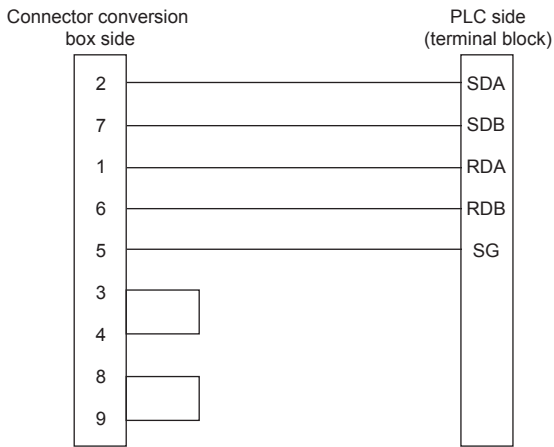 Connector conversion
box side
PLC side
(terminal block)
2 SDA
7 SDB
1 RDA
6 RDB
5 SG
3
4
8
9